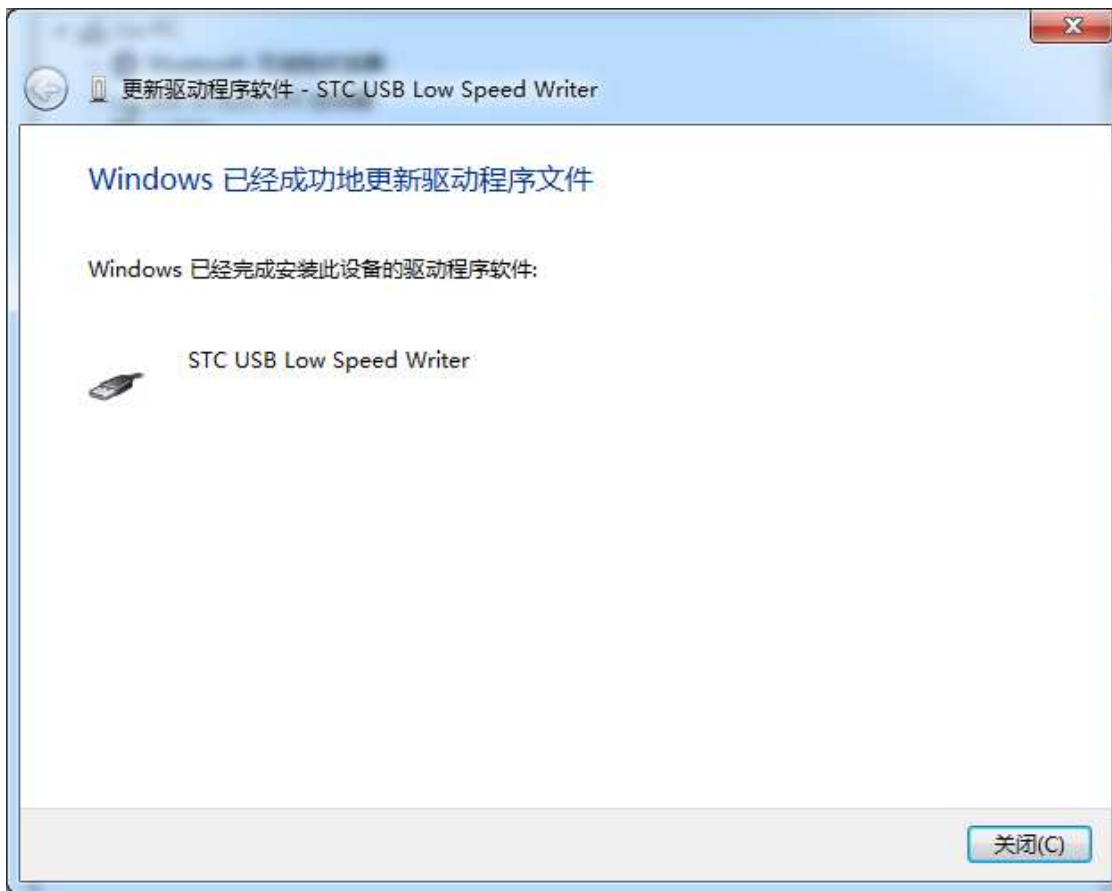 更新驱动程序软件 - STC USB Low Speed Writer
Windows 已经成功地更新驱动程序文件
Windows 已经完成安装此设备的驱动程序软件:
STC USB Low Speed Writer
关闭(C)